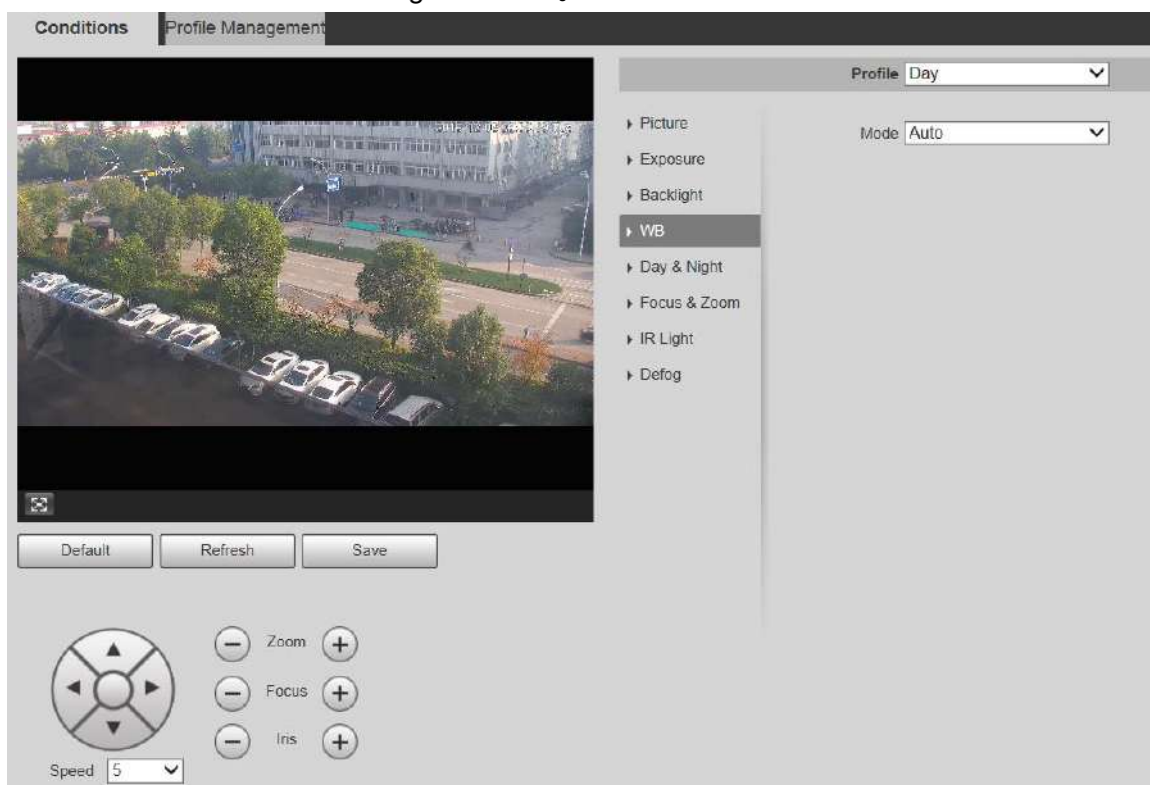 Conditions Profile Management
Profile Day
Picture
Mode Auto
Exposure
Backlight
WB
Day & Night
Focus & Zoom
IR Light
Defog
Default Refresh Save
Zoom
Focus
Iris
Speed 5